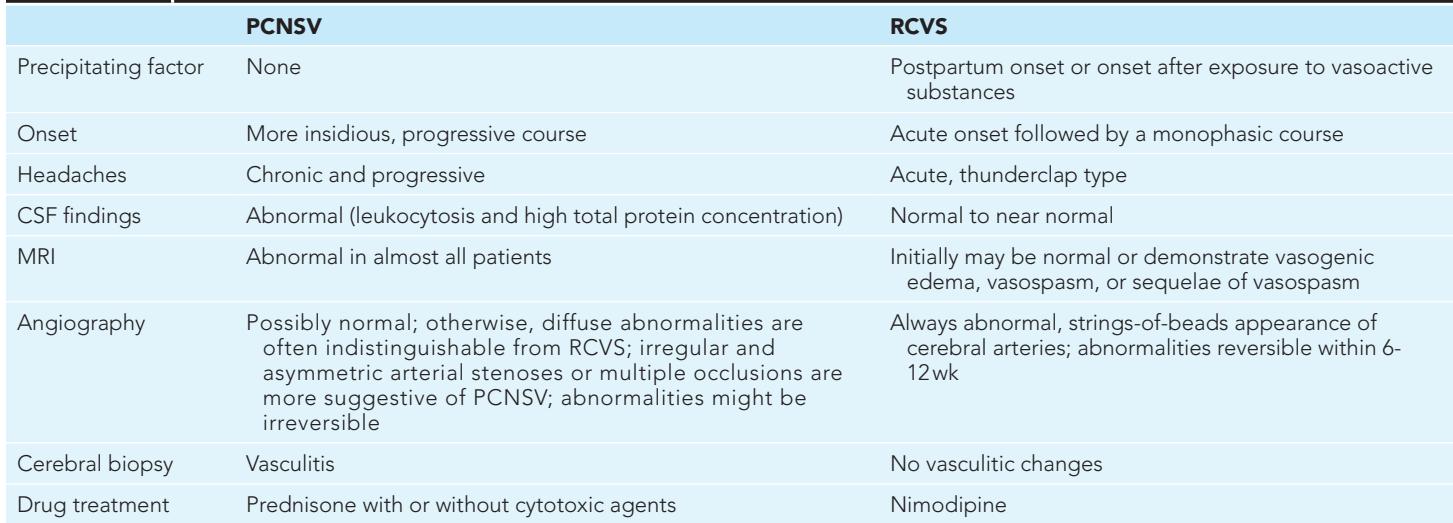 PCNSV RCVS
Precipitating factor None Postpartum onset or onset after exposure to vasoactive
substances
Onset More insidious, progressive course Acute onset followed by a monophasic course
Headaches Chronic and progressive Acute, thunderclap type
CSF findings Abnormal (leukocytosis and high total protein concentration) Normal to near normal
MRI Abnormal in almost all patients Initially may be normal or demonstrate vasogenic
edema, vasospasm, or sequelae of vasospasm
Angiography Possibly normal; otherwise, diffuse abnormalities are Always abnormal, strings-of-beads appearance of
often indistinguishable from RCVS; irregular and cerebral arteries; abnormalities reversible within 6-
asymmetric arterial stenoses or multiple occlusions are 12 wk
more suggestive of PCNSV; abnormalities might be
irreversible
Cerebral biopsy Vasculitis No vasculitic changes
Drug treatment Prednisone with or without cytotoxic agents Nimodipine